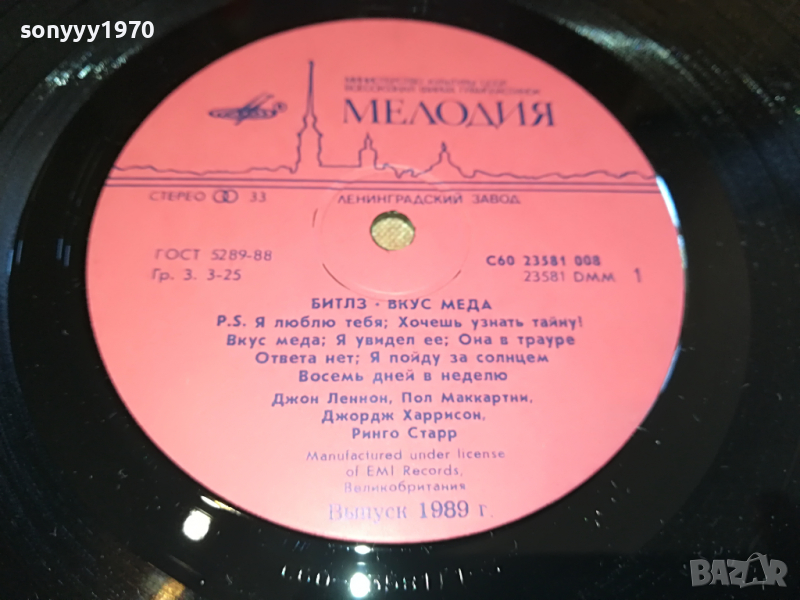 sonyyy1970
МИНИСТЕРСТВО КУЛЬТУРЫ СССР
ВСЕСОЮЗНАЯ ФИРМА ГРАМПЛАСТИНОК
МЕЛОДИЯ
СТЕРЕО 33 ЛЕНИНГРАДСКИЙ ЗАВОД
ГОСТ 5289-88 С60 23581 008
Гр. 3. 3-25 23581 DMM 1
БИТЛЗ · ВКУС МЕДА
P.S. Я люблю тебя; Хочешь узнать тайну!
Вкус меда; Я увидел ее; Она в трауре
Ответа нет; Я пойду за солнцем
Восемь дней в неделю
Джон Леннон, Пол Маккартни,
Джордж Харрисон,
Ринго Старр
Manufactured under license
of EMI Records,
Великобритания
Выпуск 1989 г.
BAZAR